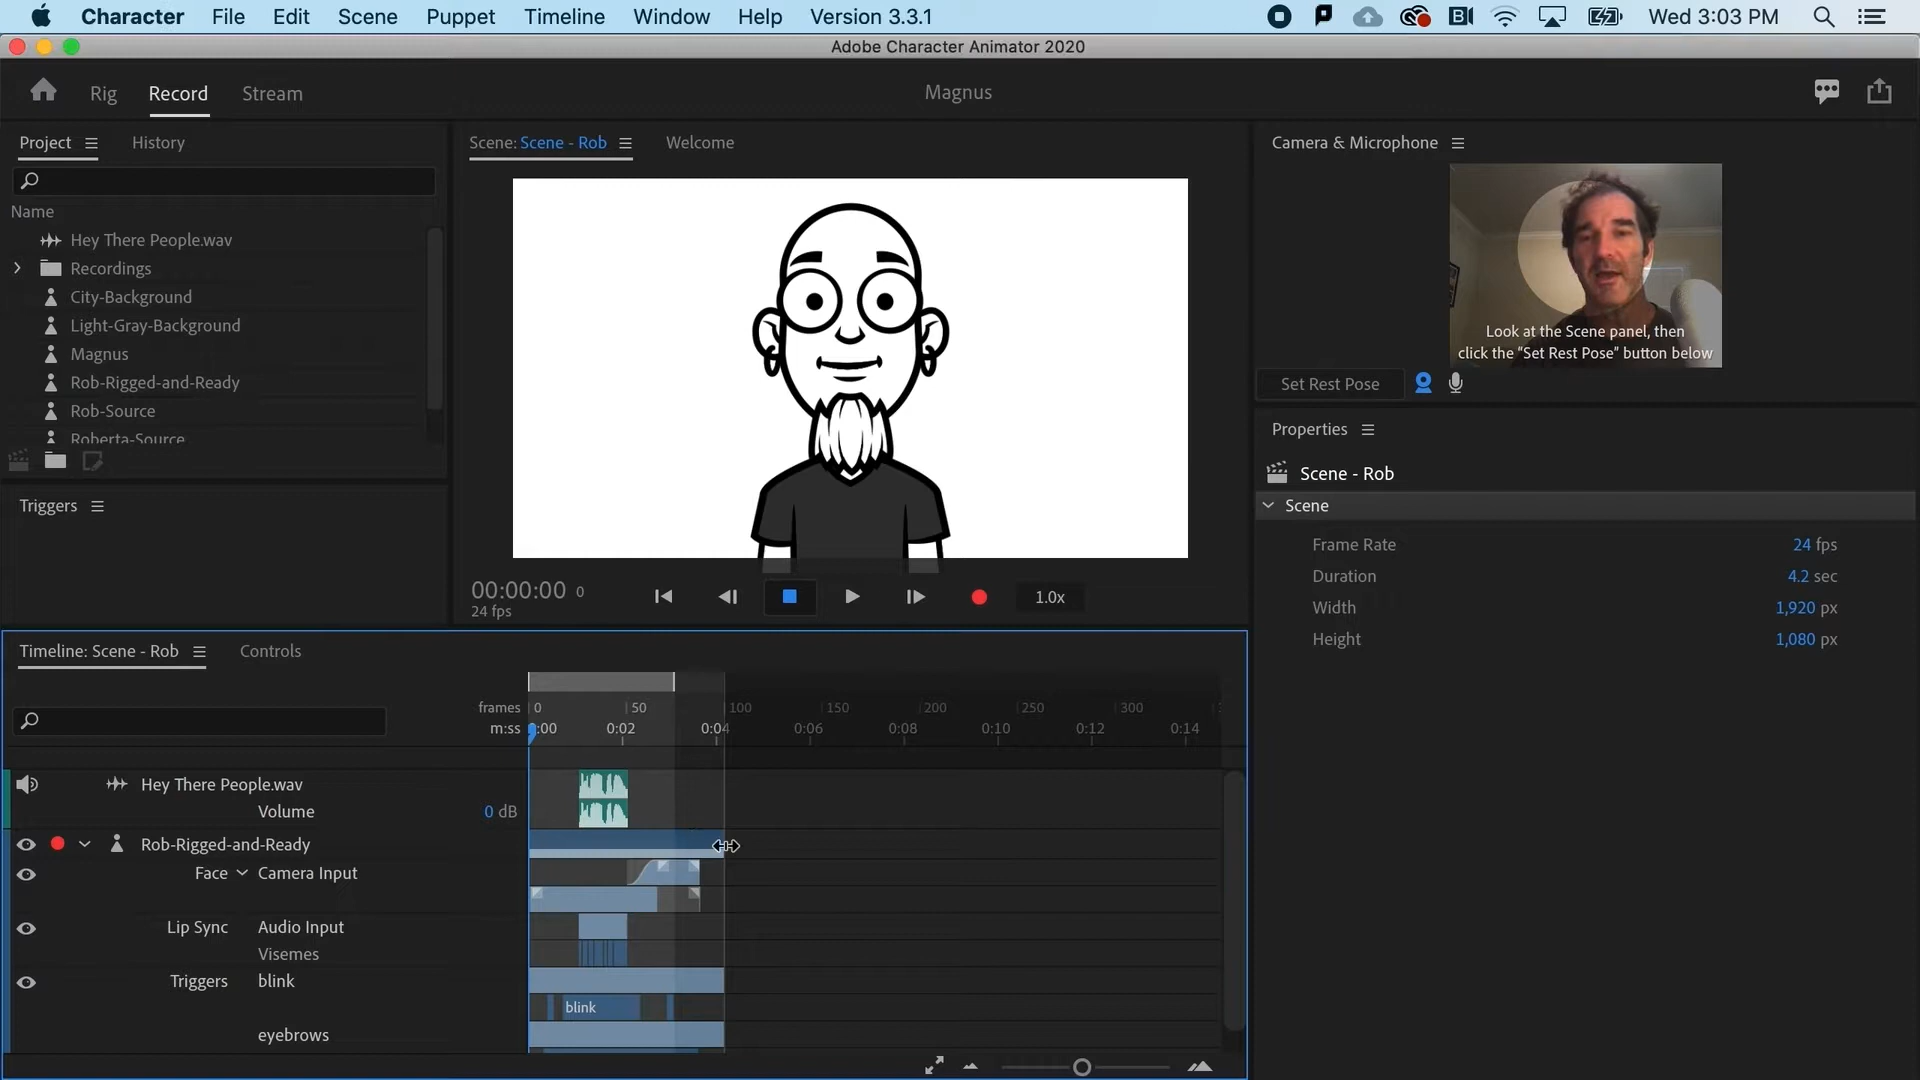 Character File Edit Scene Puppet Timeline Window Help Version 3.3.1 Wed 3:03 PM
Adobe Character Animator 2020
Rig Record Stream Magnus
Project History
Name
Hey There People.wav
Recordings
City-Background
Light-Gray-Background
Magnus
Rob-Rigged-and-Ready
Rob-Source
Roberta-Source
Triggers
Scene: Scene - Rob Welcome
00:00:00 0
24 fps
1.0x
Camera & Microphone
Look at the Scene panel, then
click the “Set Rest Pose” button below
Set Rest Pose
Properties
Scene - Rob
Scene
Frame Rate 24 fps
Duration 4.2 sec
Width 1,920 px
Height 1,080 px
Timeline: Scene - Rob Controls
frames 0 50 100 150 200 250 300
m:ss :00 0:02 0:04 0:06 0:08 0:10 0:12 0:14
Hey There People.wav
Volume 0 dB
Rob-Rigged-and-Ready
Face Camera Input
Lip Sync Audio Input
Visemes
Triggers blink
blink
eyebrows